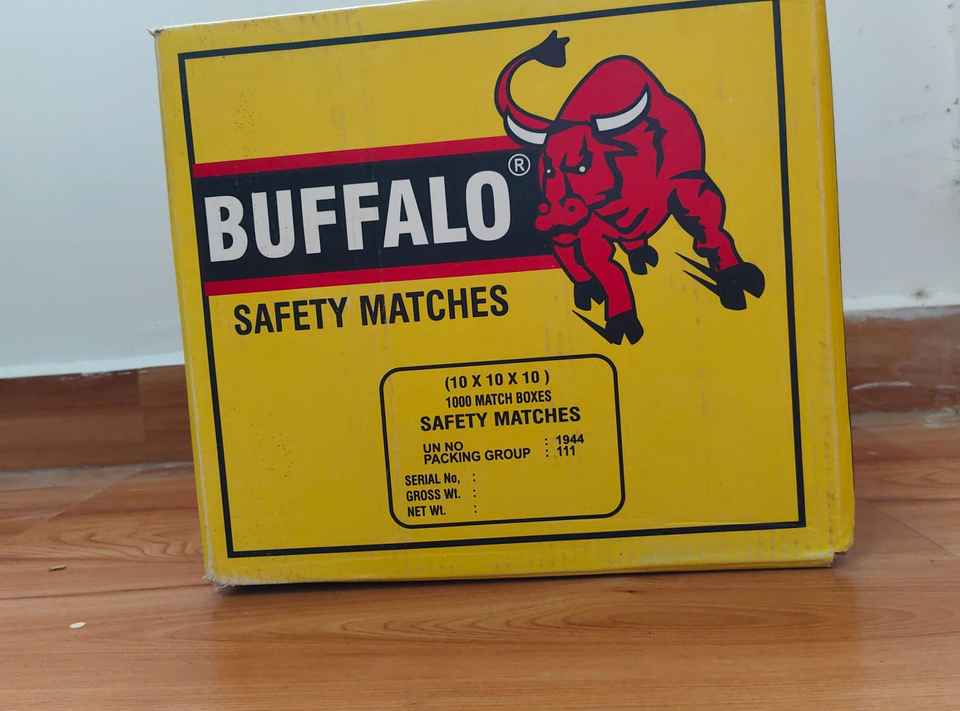 BUFFALO®
SAFETY MATCHES
(10 X 10 X 10 )
1000 MATCH BOXES
SAFETY MATCHES
UN NO : 1944
PACKING GROUP : 111
SERIAL No, :
GROSS Wt. :
NET Wt. :